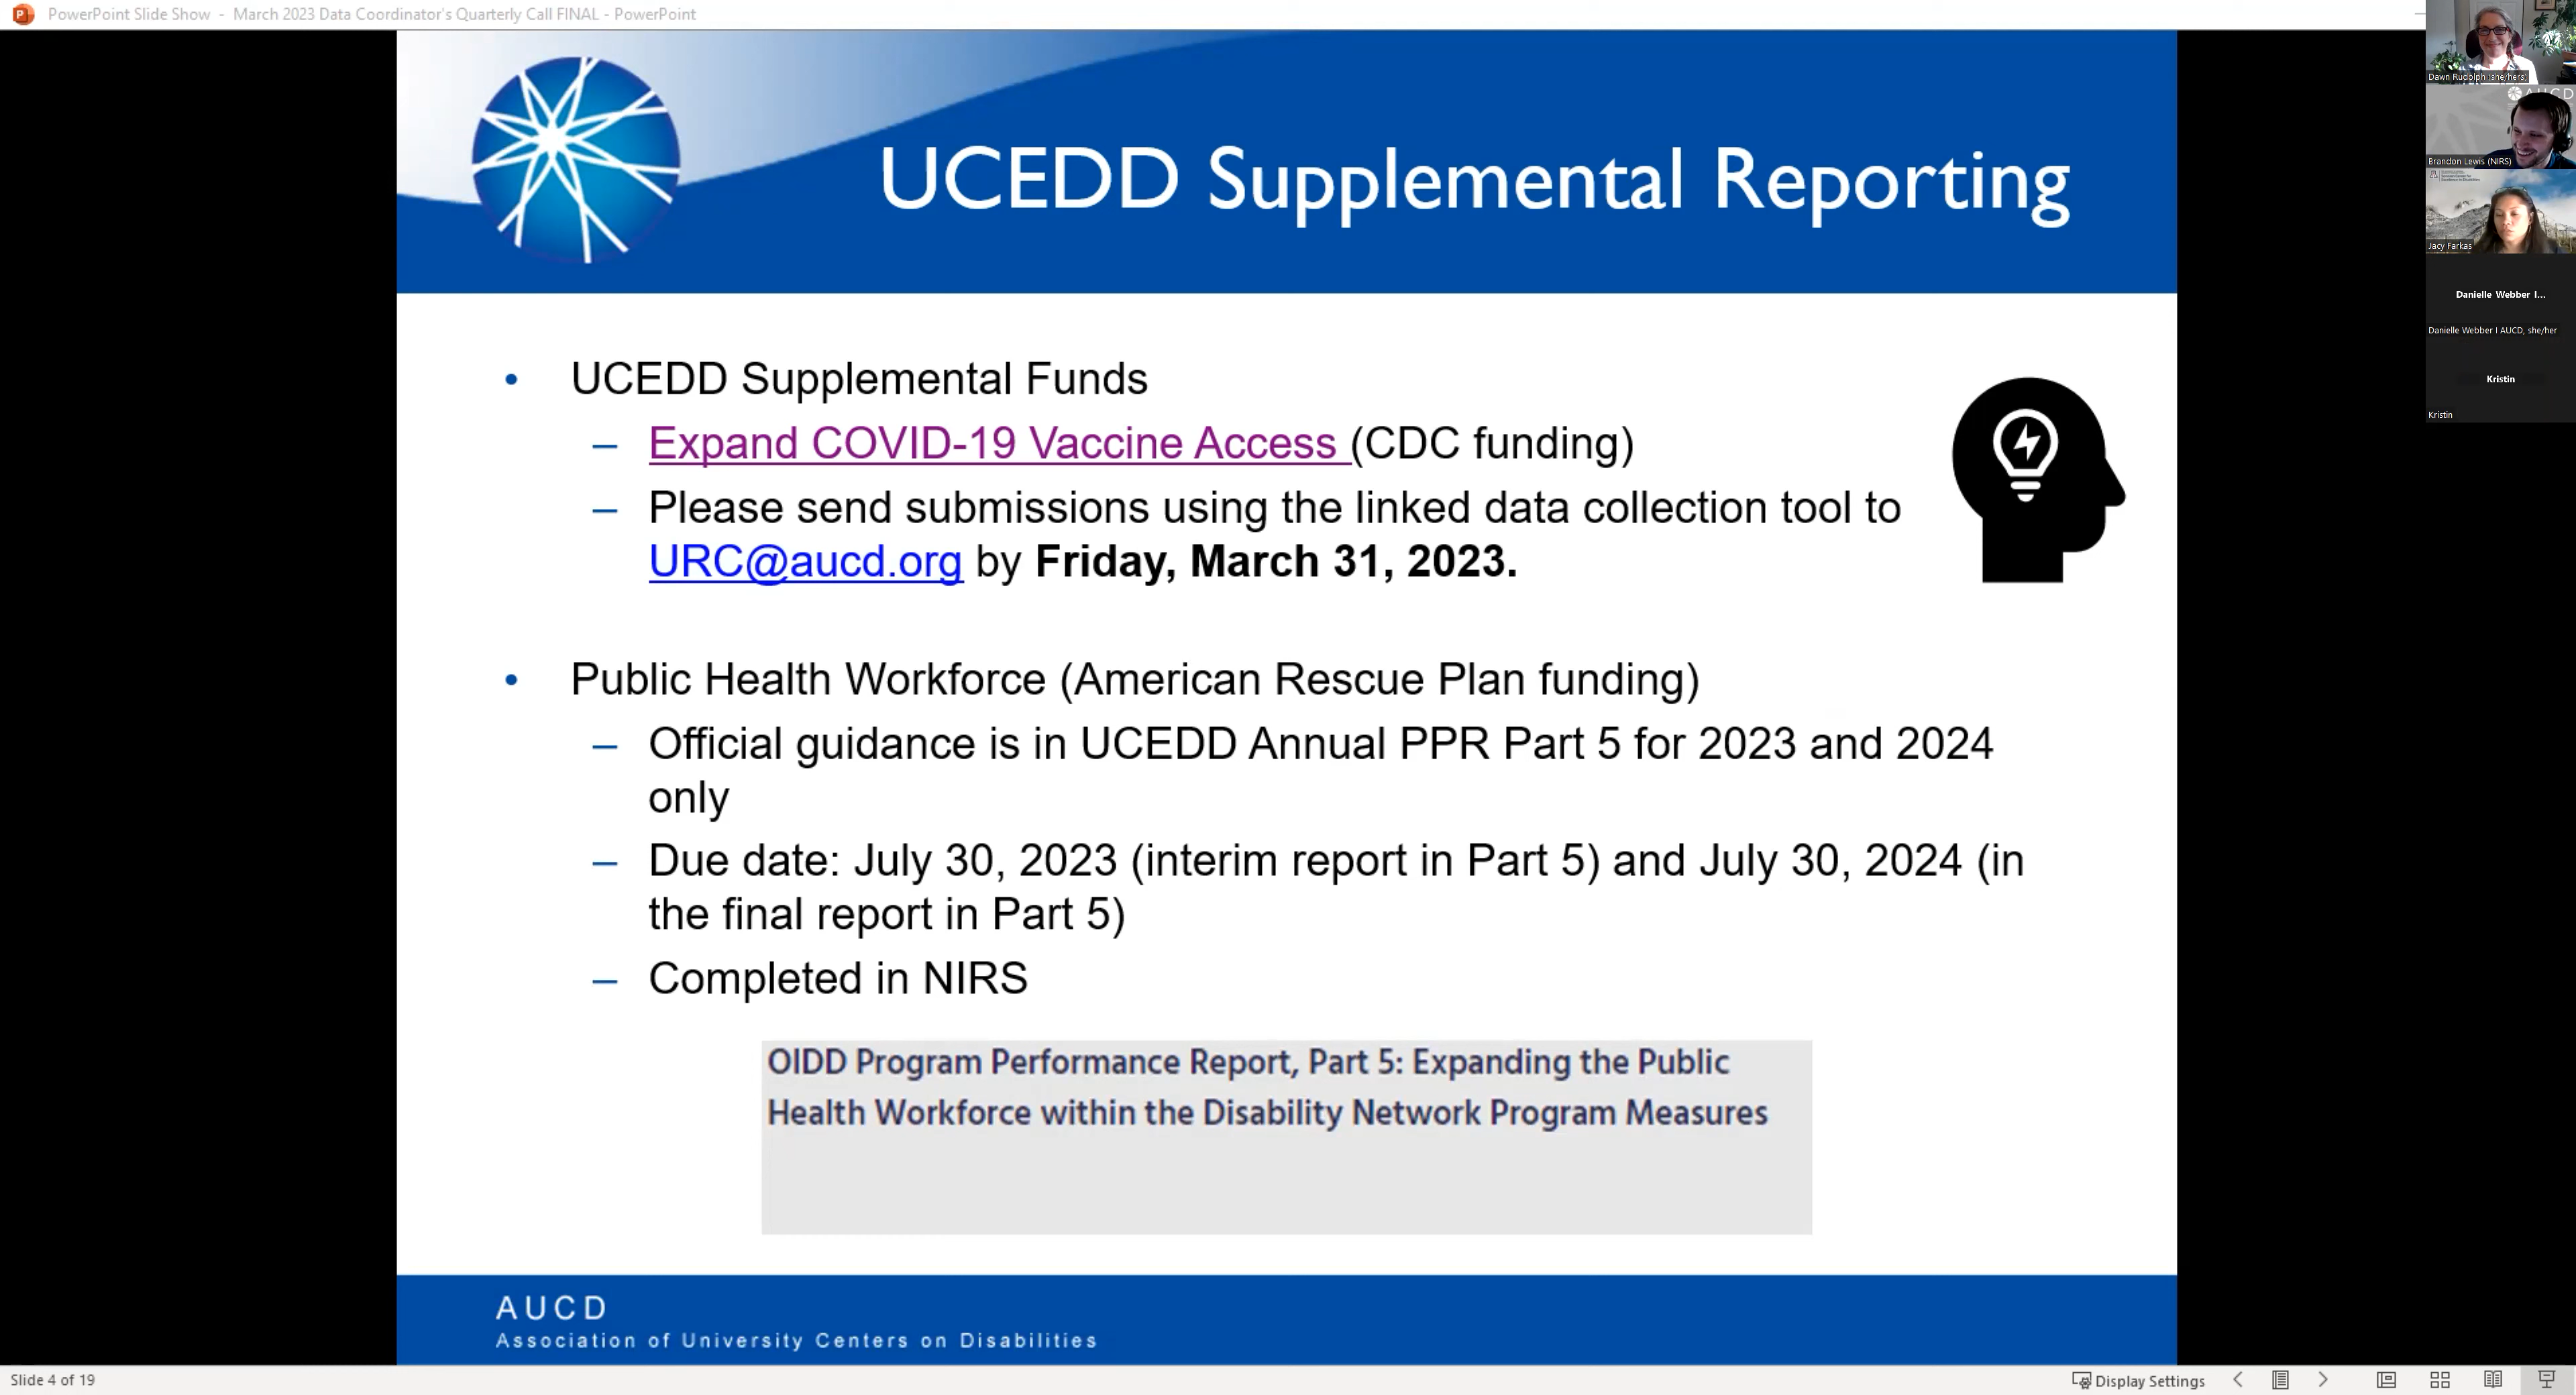 PowerPoint Slide Show - March 2023 Data Coordinator's Quarterly Call FINAL - PowerPoint
UCEDD Supplemental Reporting
• UCEDD Supplemental Funds
– Expand COVID-19 Vaccine Access (CDC funding)
– Please send submissions using the linked data collection tool to
URC@aucd.org by Friday, March 31, 2023.
• Public Health Workforce (American Rescue Plan funding)
– Official guidance is in UCEDD Annual PPR Part 5 for 2023 and 2024
only
– Due date: July 30, 2023 (interim report in Part 5) and July 30, 2024 (in
the final report in Part 5)
– Completed in NIRS
OIDD Program Performance Report, Part 5: Expanding the Public
Health Workforce within the Disability Network Program Measures
AUCD
Association of University Centers on Disabilities
Slide 4 of 19
Display Settings
Dawn Rudolph (she/hers)
AUCD
Brandon Lewis (NIRS)
Jacy Farkas
Danielle Webber I...
Danielle Webber I AUCD, she/her
Kristin
Kristin